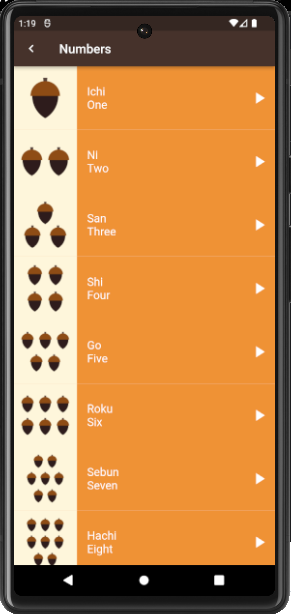 1:19
Numbers
Ichi
One
Ni
Two
San
Three
Shi
Four
Go
Five
Roku
Six
Sebun
Seven
Hachi
Eight